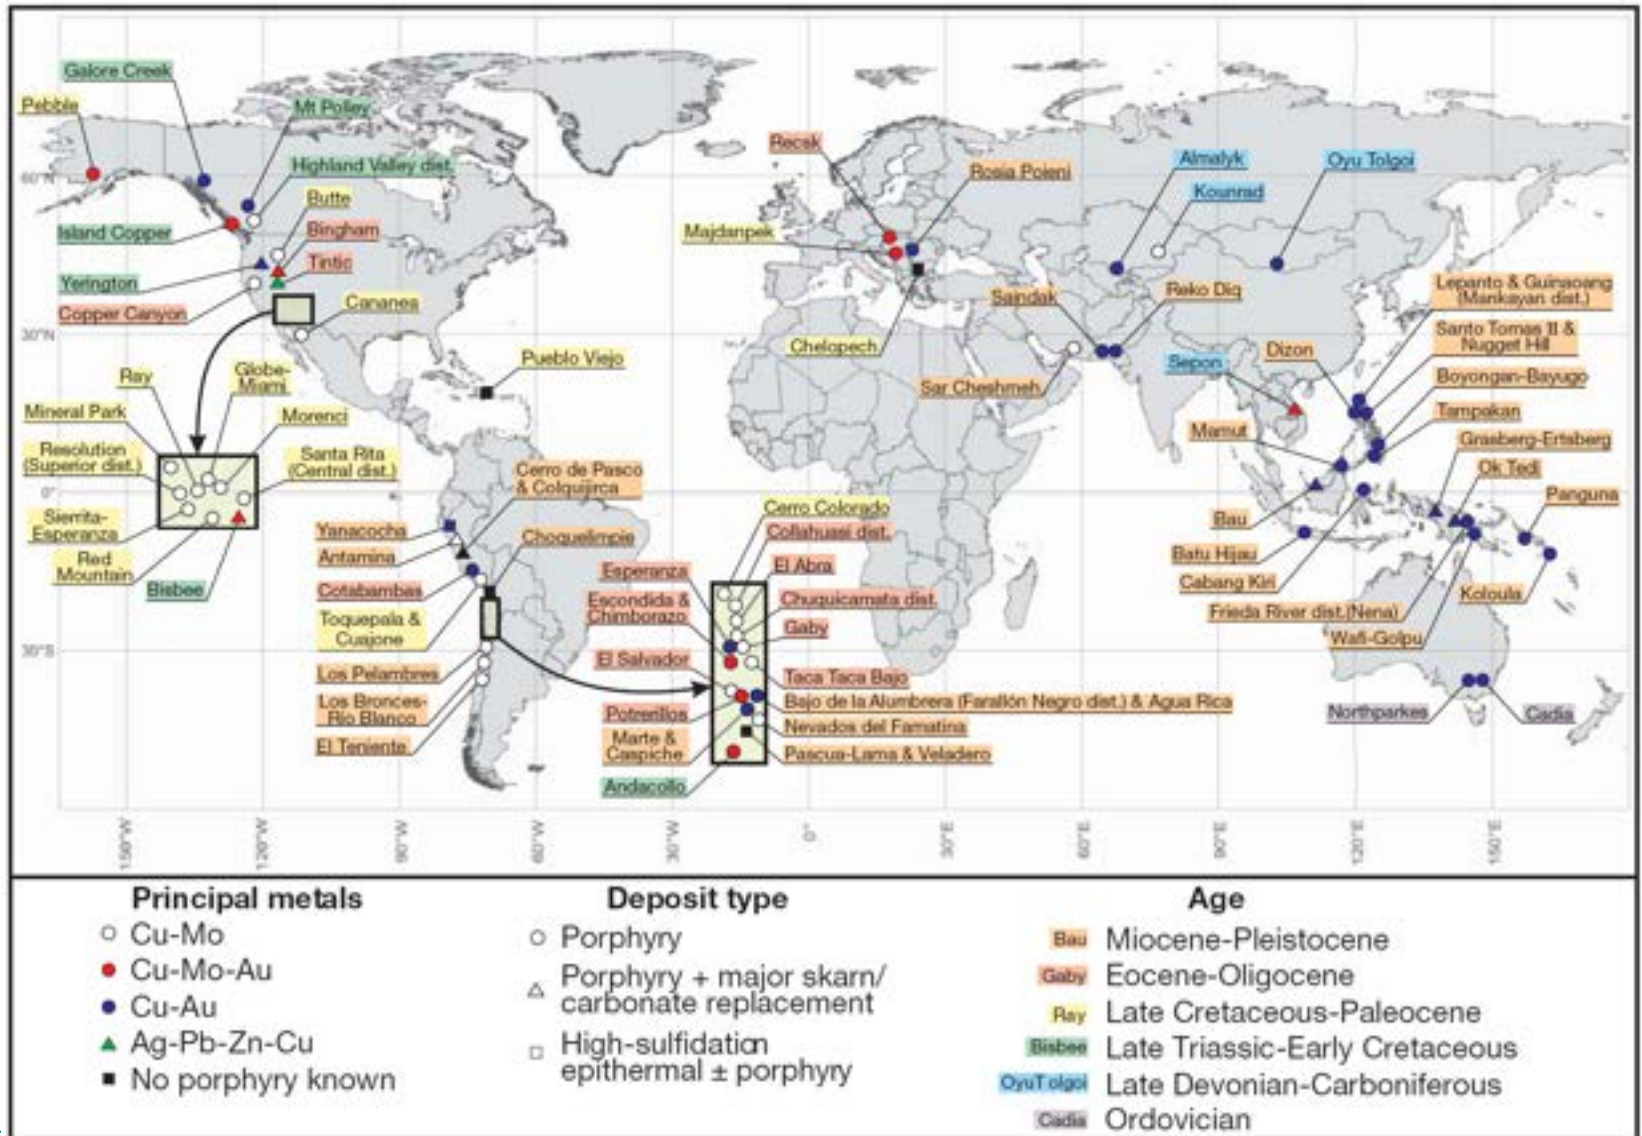 Galore Creek
Pebble
Mt Polley
Highland Valley dist.
Butte
Island Copper
Bingham
Yerington
Tintic
Copper Canyon
Cananea
Pueblo Viejo
Ray
Globe-
Miami
Mineral Park
Morenci
Resolution
(Superior dist.)
Santa Rita
(Central dist.)
Sierrita-
Esperanza
Red
Mountain
Bisbee
Cerro de Pasco
& Colquijirca
Yanacocha
Antamina
Choquelimpie
Cotabambas
Toquepala &
Cuajone
Los Pelambres
Los Bronces-
Río Blanco
El Teniente
Cerro Colorado
Collahuasi dist.
Esperanza
El Abra
Escondida &
Chimborazo
Chuquicamata dist.
Gaby
El Salvador
Taca Taca Bajo
Bajo de la Alumbrera (Farallón Negro dist.) & Agua Rica
Potrerillos
Nevados del Famatina
Marte &
Caspiche
Pascua-Lama & Veladero
Andacollo
Recsk
Rosia Poieni
Majdanpek
Chelopech
Almalyk
Kounrad
Oyu Tolgoi
Saindak
Reko Diq
Sar Cheshmeh
Sepon
Dizon
Lepanto & Guinaoang
(Mankayan dist.)
Santo Tomas II &
Nugget Hill
Boyongan-Bayugo
Tampakan
Mamut
Grasberg-Ertsberg
Ok Tedi
Panguna
Bau
Batu Hijau
Cabang Kiri
Koloula
Frieda River dist.(Nena)
Wafi-Golpu
Northparkes
Cadia
60°N
30°N
0°
30°S
150°W
120°W
90°W
60°W
30°W
0°
30°E
60°E
90°E
120°E
150°E
Principal metals
Cu-Mo
Cu-Mo-Au
Cu-Au
Ag-Pb-Zn-Cu
No porphyry known
Deposit type
Porphyry
Porphyry + major skarn/
carbonate replacement
High-sulfidation
epithermal ± porphyry
Age
Bau Miocene-Pleistocene
Gaby Eocene-Oligocene
Ray Late Cretaceous-Paleocene
Bisbee Late Triassic-Early Cretaceous
OyuT olgoi Late Devonian-Carboniferous
Cadia Ordovician